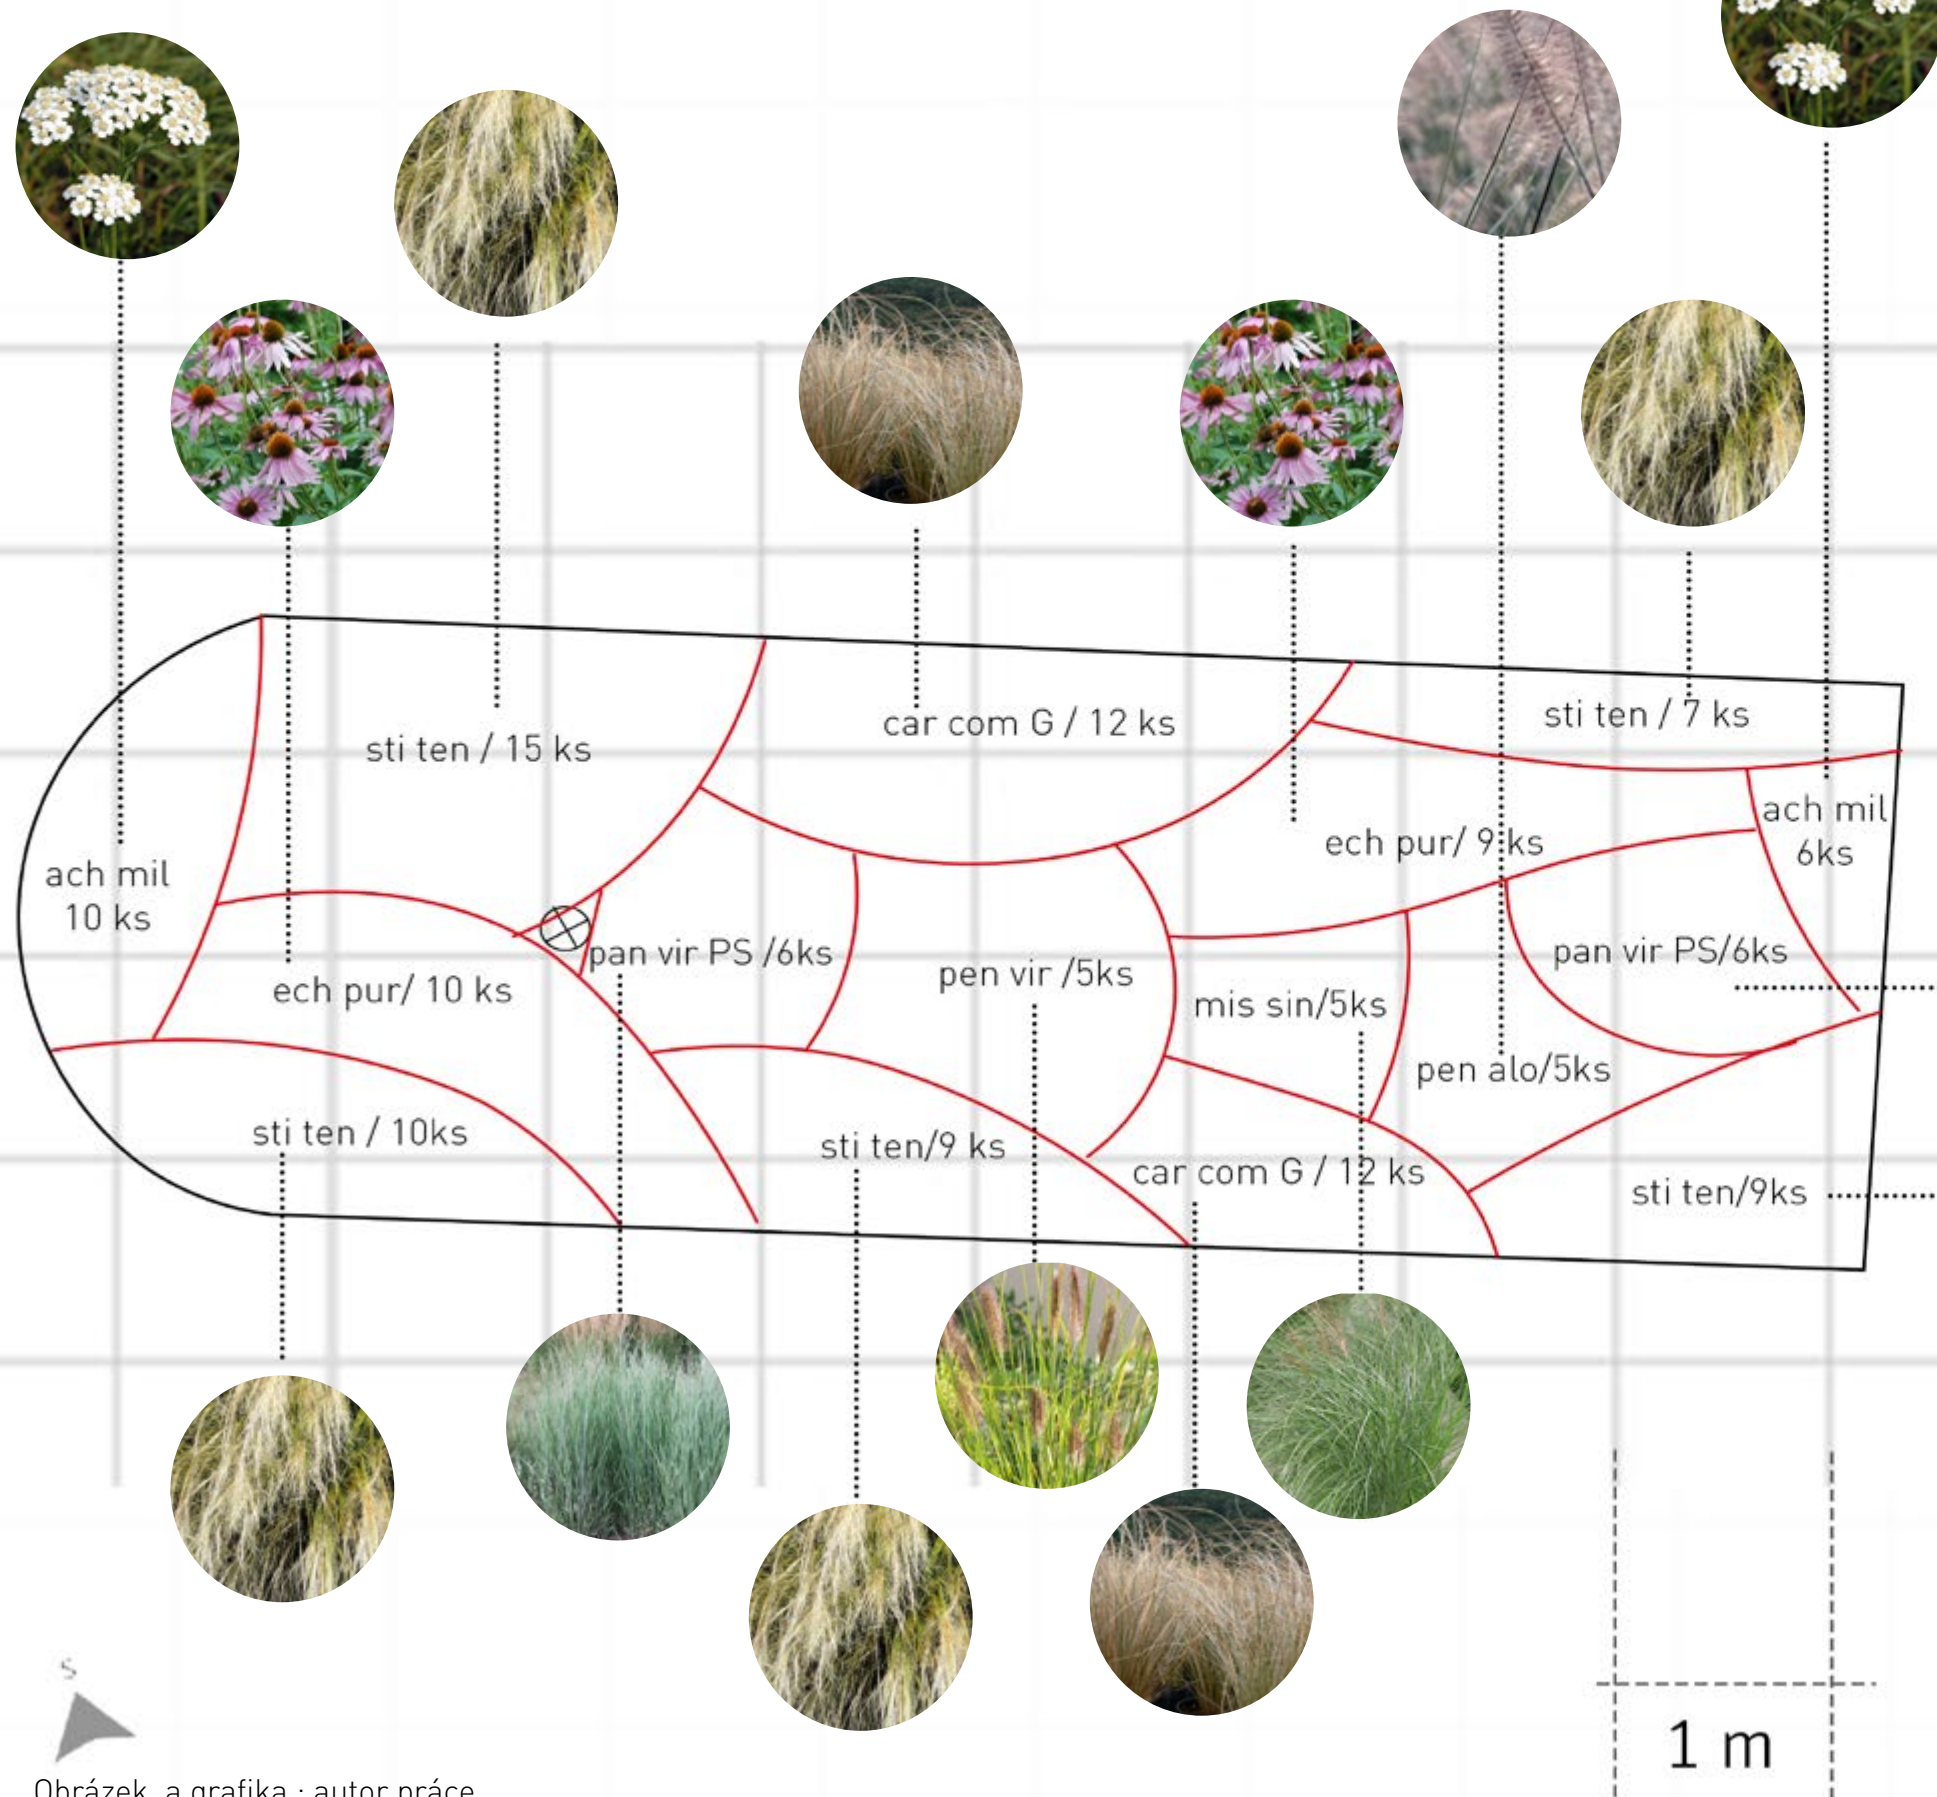 sti ten / 7 ks
car com G / 12 ks
sti ten / 15 ks
ach mil
6ks
ech pur/ 9 ks
ach mil
10 ks
pan vir PS /6ks
pan vir PS/6ks
pen vir /5ks
ech pur/ 10 ks
mis sin/5ks
pen alo/5ks
sti ten / 10ks
sti ten/9 ks
car com G / 12 ks
sti ten/9ks
S
1 m
Obrázek a grafika : autor práce